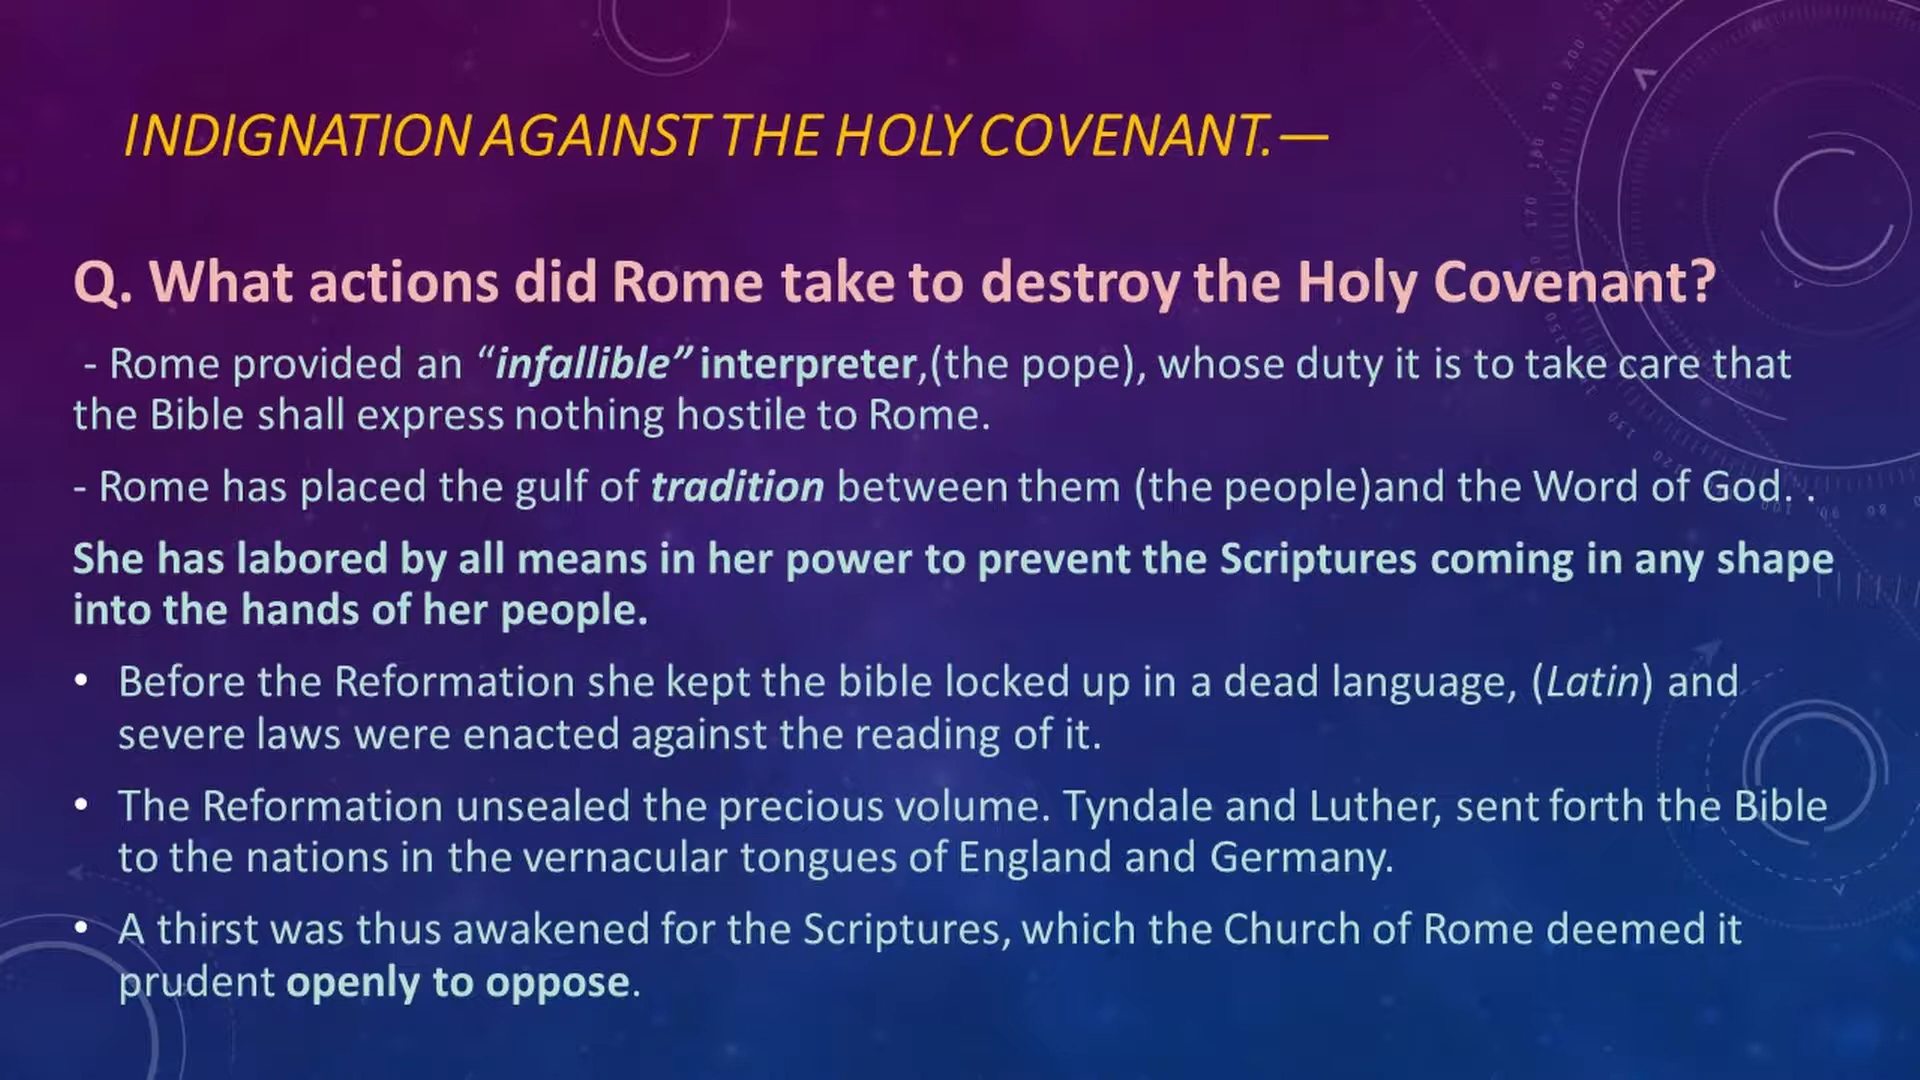 INDIGNATION AGAINST THE HOLY COVENANT.—
Q. What actions did Rome take to destroy the Holy Covenant?
- Rome provided an “infallible” interpreter,(the pope), whose duty it is to take care that
the Bible shall express nothing hostile to Rome.
- Rome has placed the gulf of tradition between them (the people)and the Word of God. .
She has labored by all means in her power to prevent the Scriptures coming in any shape
into the hands of her people.
• Before the Reformation she kept the bible locked up in a dead language, (Latin) and
severe laws were enacted against the reading of it.
• The Reformation unsealed the precious volume. Tyndale and Luther, sent forth the Bible
to the nations in the vernacular tongues of England and Germany.
• A thirst was thus awakened for the Scriptures, which the Church of Rome deemed it
prudent openly to oppose.